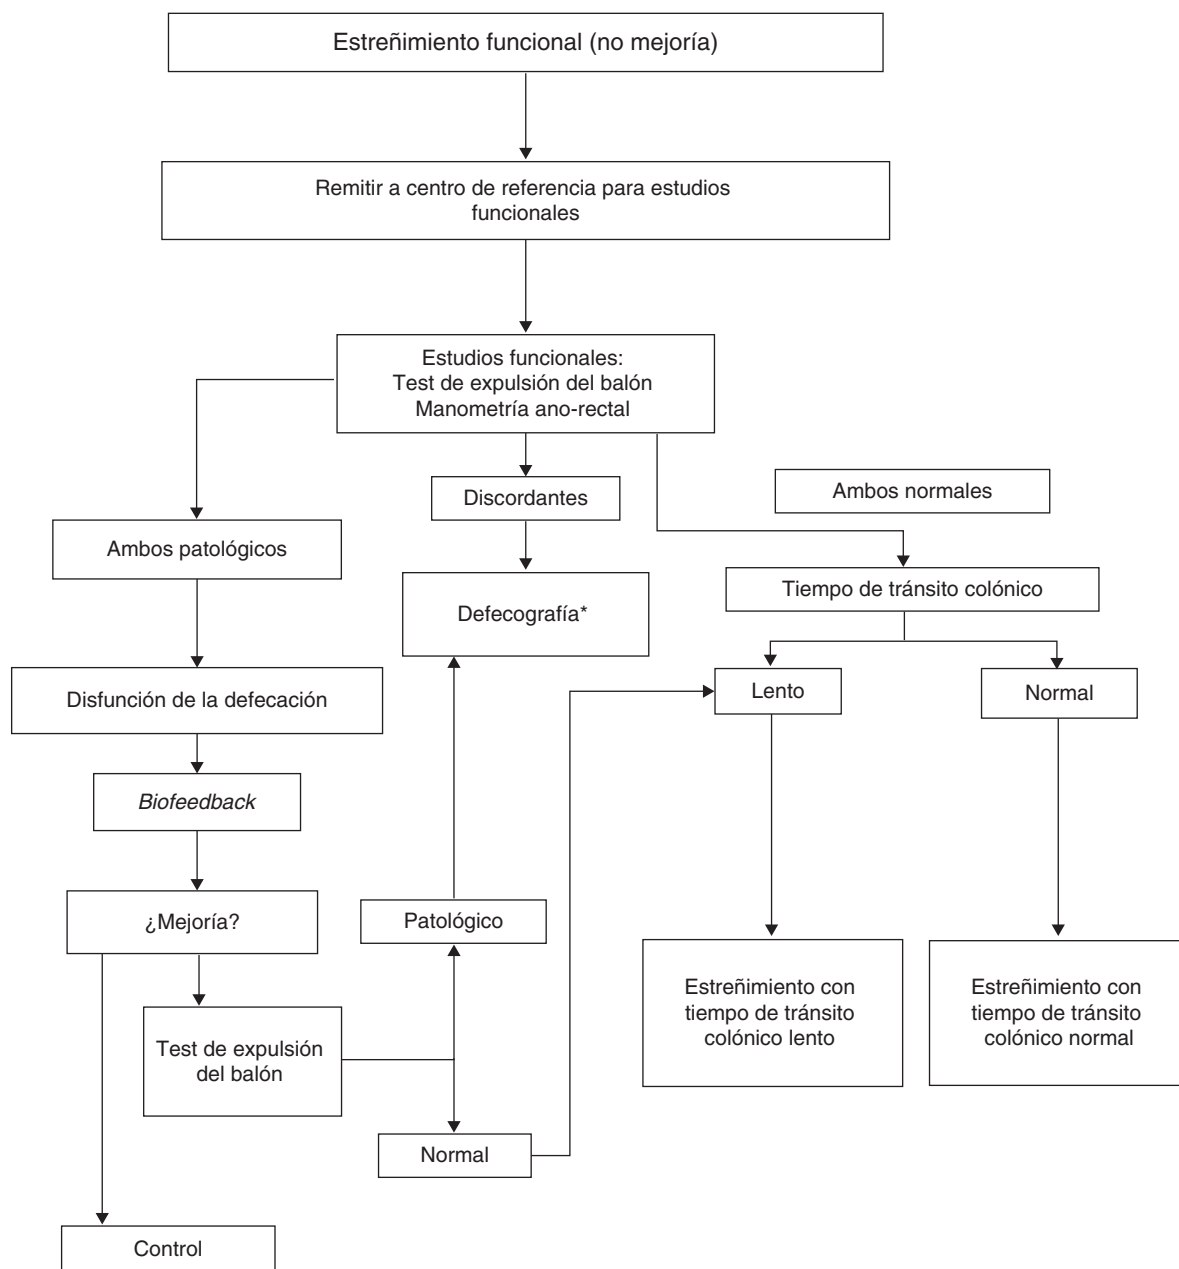 Estreñimiento funcional (no mejoría)
Remitir a centro de referencia para estudios
funcionales
Estudios funcionales:
Test de expulsión del balón
Manometría ano-rectal
Discordantes
Ambos normales
Ambos patológicos
Defecografía*
Tiempo de tránsito colónico
Disfunción de la defecación
Lento
Normal
Biofeedback
¿Mejoría?
Patológico
Estreñimiento con
tiempo de tránsito
colónico lento
Estreñimiento con
tiempo de tránsito
colónico normal
Test de expulsión
del balón
Normal
Control